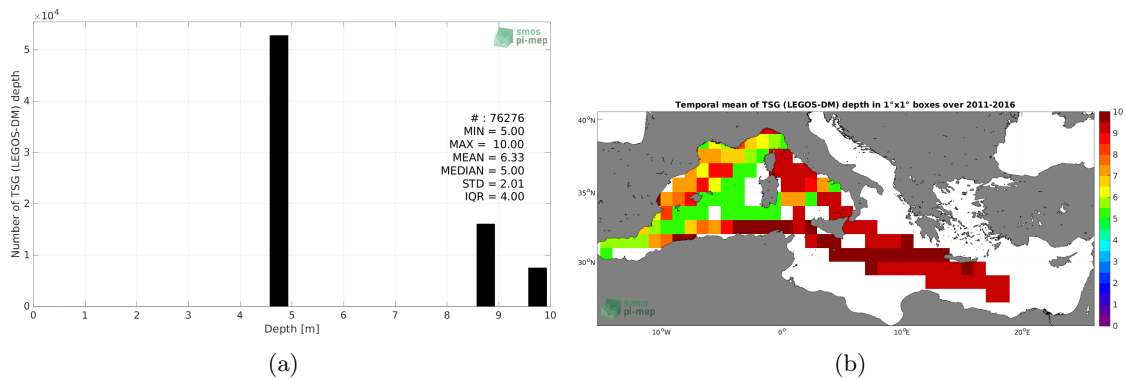 ×10⁴
5
4
3
2
1
0
Number of TSG (LEGOS-DM) depth
smos
pi-mep
# : 76276
MIN = 5.00
MAX = 10.00
MEAN = 6.33
MEDIAN = 5.00
STD = 2.01
IQR = 4.00
0 1 2 3 4 5 6 7 8 9 10
Depth [m]
(a)
Temporal mean of TSG (LEGOS-DM) depth in 1°x1° boxes over 2011-2016
40°N
35°N
30°N
10°W 0° 10°E 20°E
smos
pi-mep
10
9
8
7
6
5
4
3
2
1
0
(b)